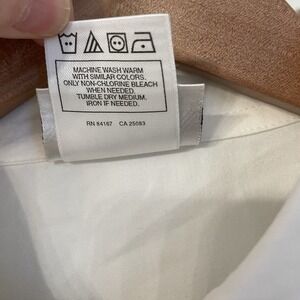 MACHINE WASH WARM
WITH SIMILAR COLORS.
ONLY NON-CHLORINE BLEACH
WHEN NEEDED.
TUMBLE DRY MEDIUM.
IRON IF NEEDED.
RN 84167 CA 25083